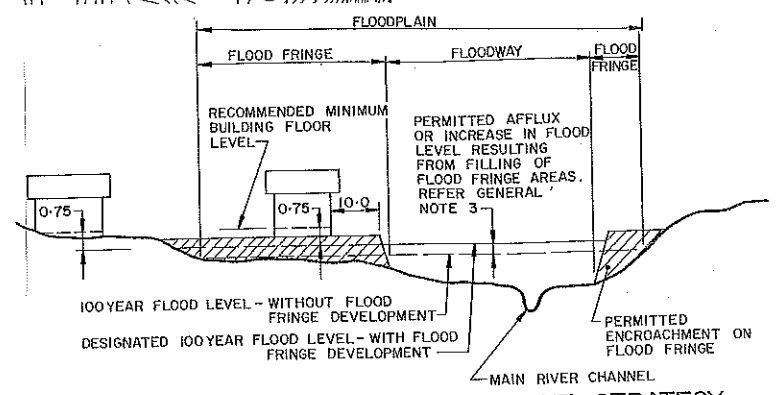 FLOODPLAIN
FLOOD FRINGE
FLOODWAY
FLOOD
FRINGE
RECOMMENDED MINIMUM
BUILDING FLOOR
LEVEL
PERMITTED AFFLUX
OR INCREASE IN FLOOD
LEVEL RESULTING
FROM FILLING OF
FLOOD FRINGE AREAS.
REFER GENERAL
NOTE 3
0·75
0·75
10·0
100 YEAR FLOOD LEVEL - WITHOUT FLOOD
FRINGE DEVELOPMENT
DESIGNATED 100 YEAR FLOOD LEVEL - WITH FLOOD
FRINGE DEVELOPMENT
PERMITTED
ENCROACHMENT ON
FLOOD FRINGE
MAIN RIVER CHANNEL